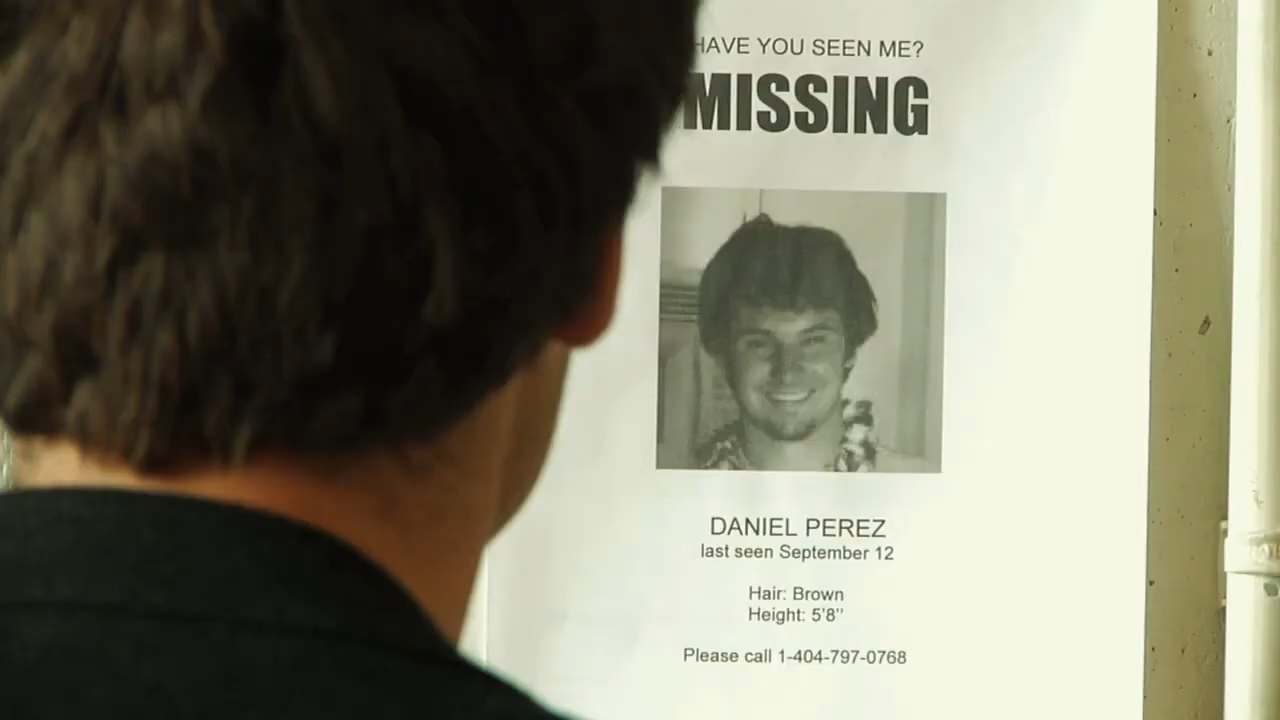 HAVE YOU SEEN ME?
MISSING
DANIEL PEREZ
last seen September 12
Hair: Brown
Height: 5'8''
Please call 1-404-797-0768